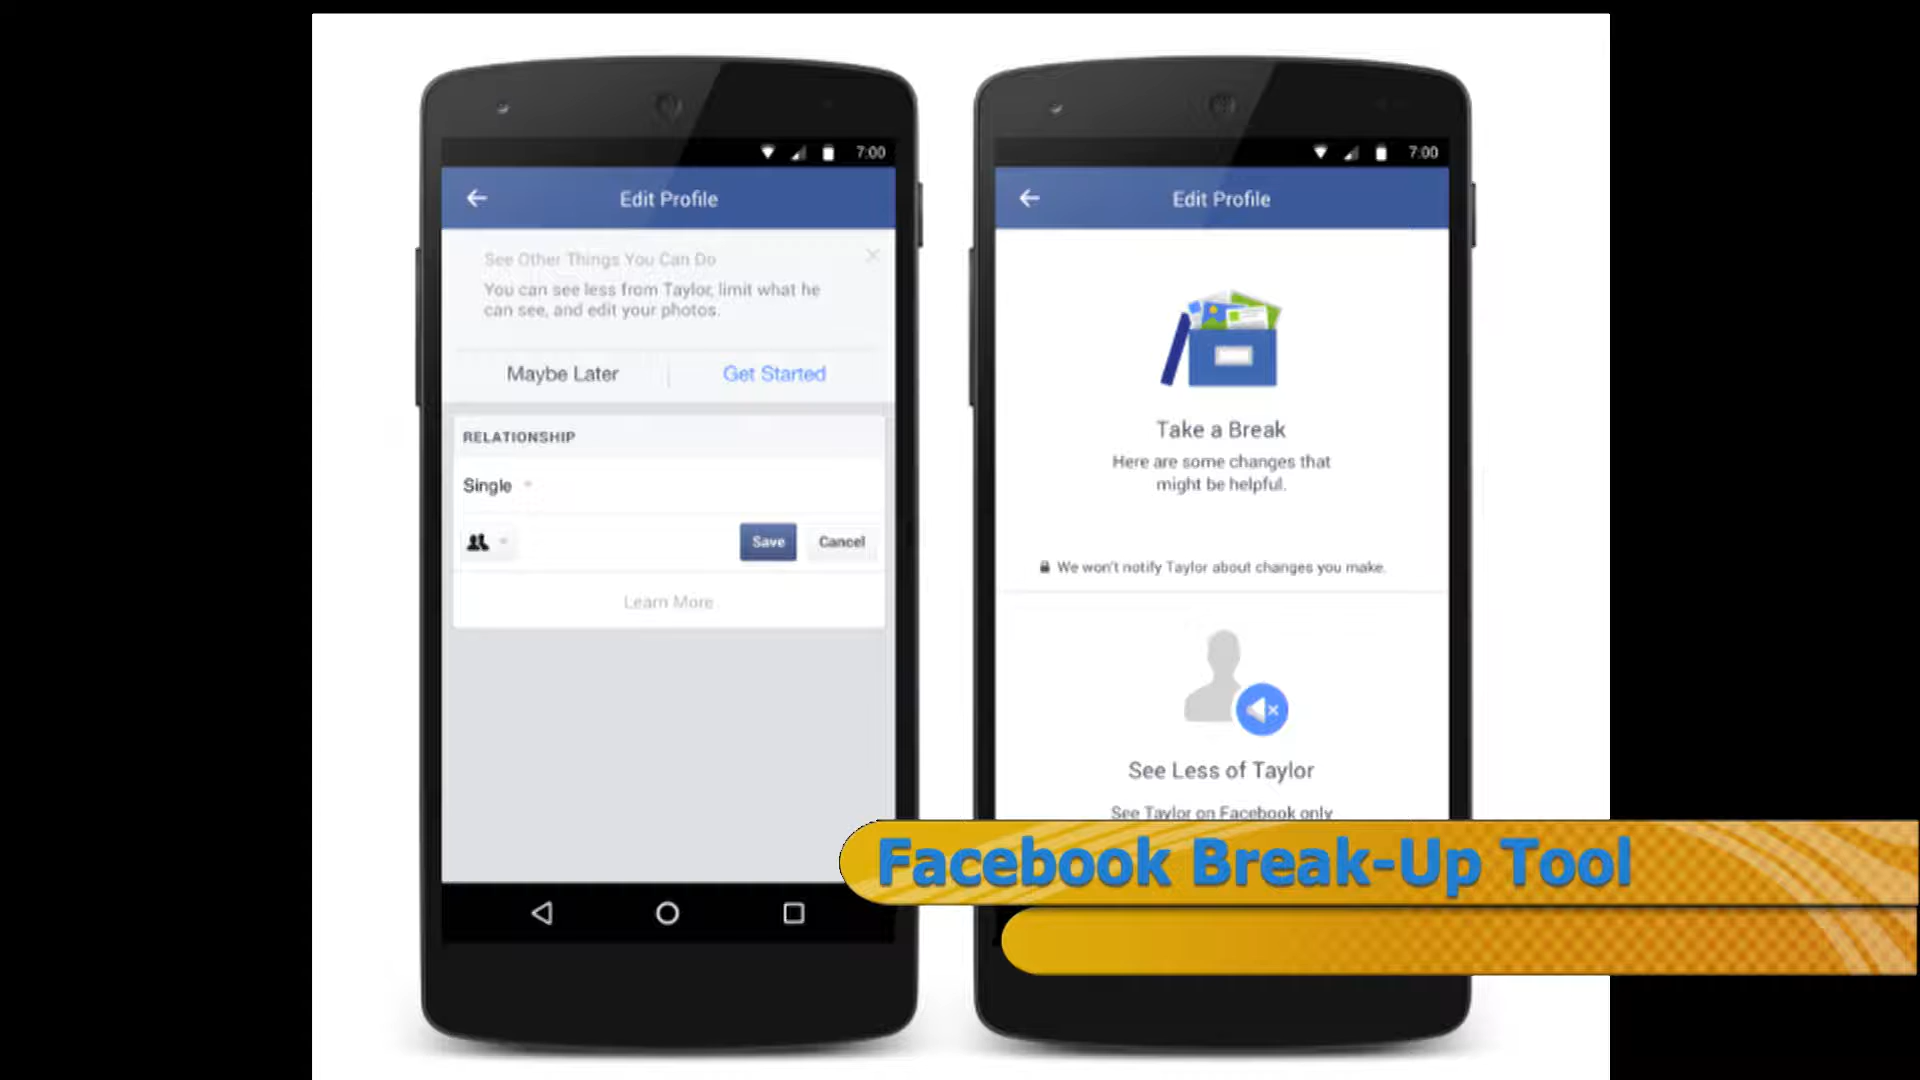 7:00
Edit Profile
See Other Things You Can Do
You can see less from Taylor, limit what he
can see, and edit your photos.
Maybe Later
Get Started
RELATIONSHIP
Single
Save
Cancel
Learn More
7:00
Edit Profile
Take a Break
Here are some changes that
might be helpful.
We won't notify Taylor about changes you make.
See Less of Taylor
See Taylor on Facebook only
Facebook Break-Up Tool